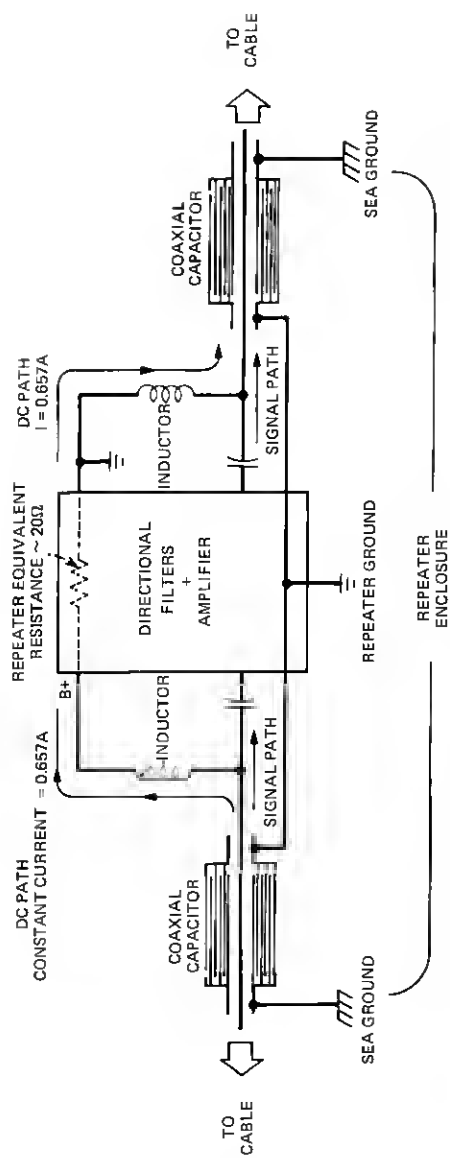 TO
CABLE
DC PATH
CONSTANT CURRENT = 0.657A
COAXIAL
CAPACITOR
SEA GROUND
INDUCTOR
SIGNAL PATH
B+
REPEATER EQUIVALENT
RESISTANCE ~ 20Ω
DIRECTIONAL
FILTERS
+
AMPLIFIER
REPEATER GROUND
DC PATH
I = 0.657A
INDUCTOR
SIGNAL PATH
COAXIAL
CAPACITOR
SEA GROUND
TO
CABLE
REPEATER
ENCLOSURE